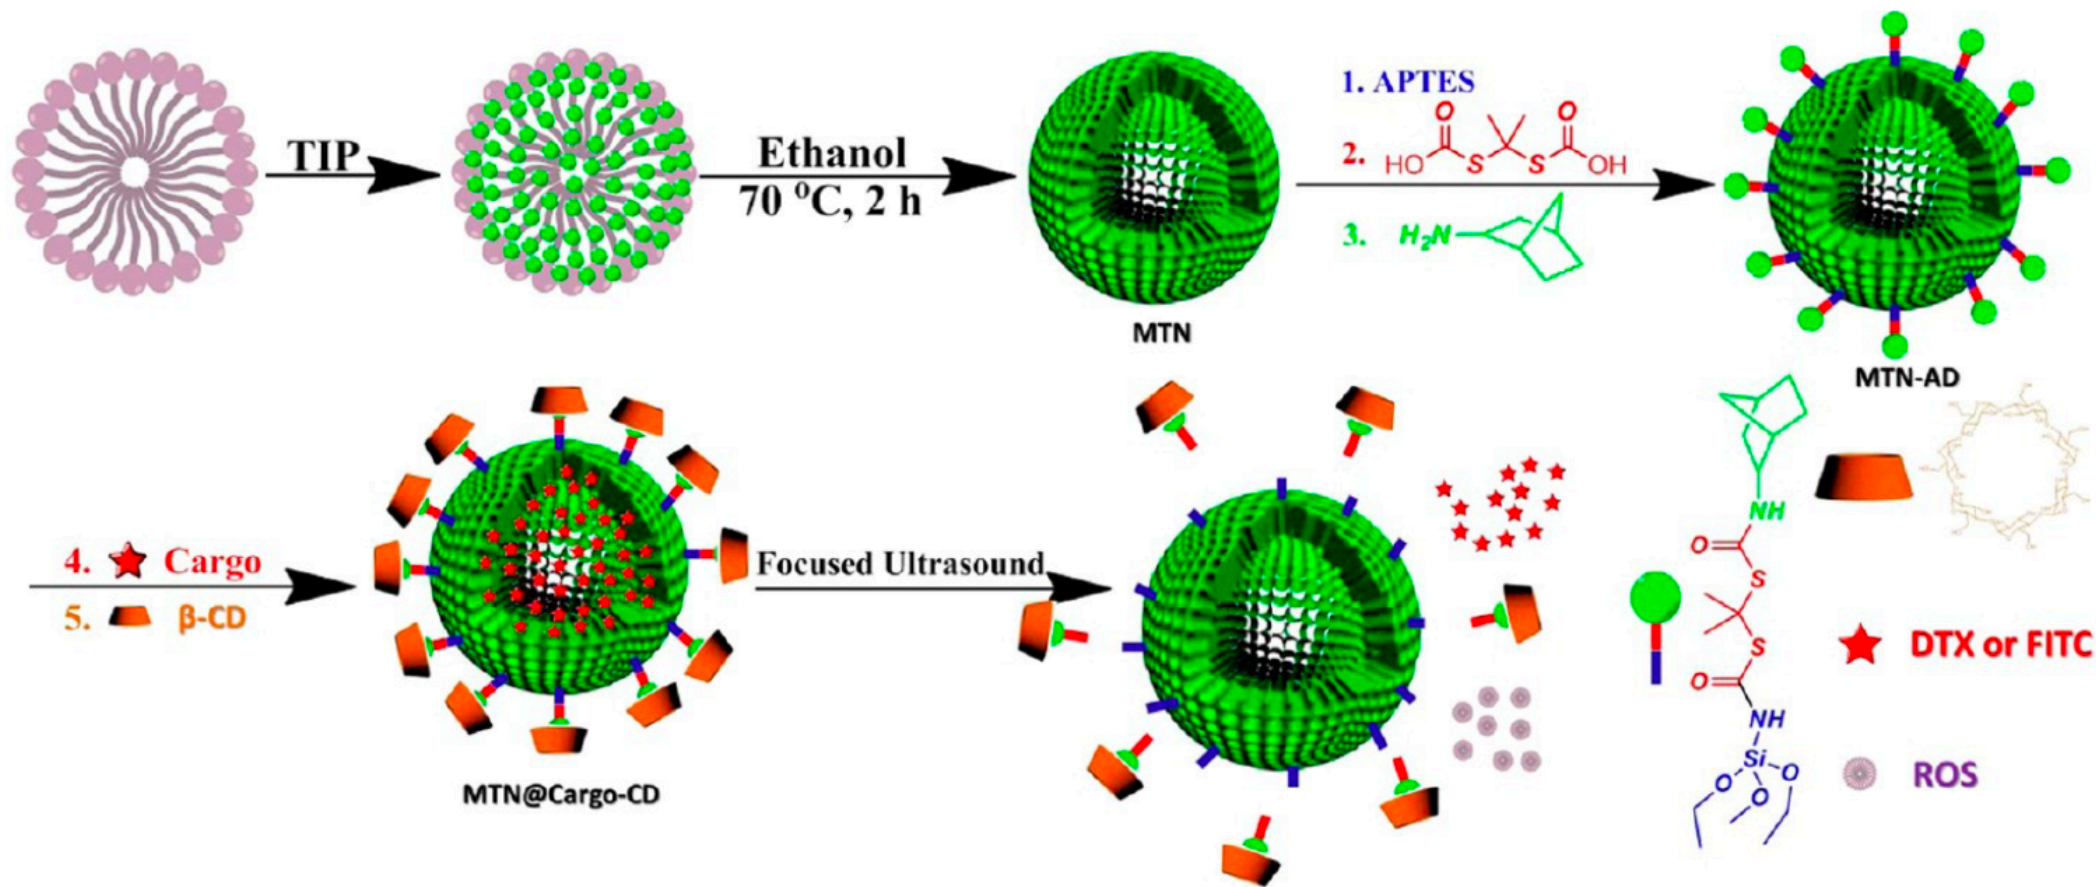 TIP
Ethanol
70 °C, 2 h
MTN
1. APTES
2.
O
O
HO
S
S
OH
3. H₂N
MTN-AD
4. Cargo
5. β-CD
MTN@Cargo-CD
Focused Ultrasound
NH
O
S
S
O
NH
Si
O
O
O
DTX or FITC
ROS